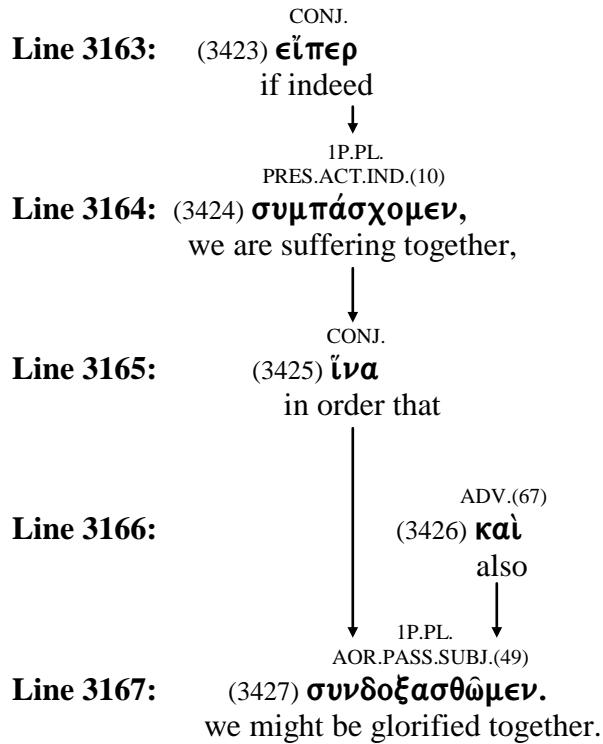 CONJ.
Line 3163: (3423) εἴπερ
if indeed
1P.PL.
PRES.ACT.IND.(10)
Line 3164: (3424) συμπάσχομεν,
we are suffering together,
CONJ.
Line 3165: (3425) ἵνα
in order that
ADV.(67)
Line 3166: (3426) καὶ
also
1P.PL.
AOR.PASS.SUBJ.(49)
Line 3167: (3427) συνδοξασθῶμεν.
we might be glorified together.